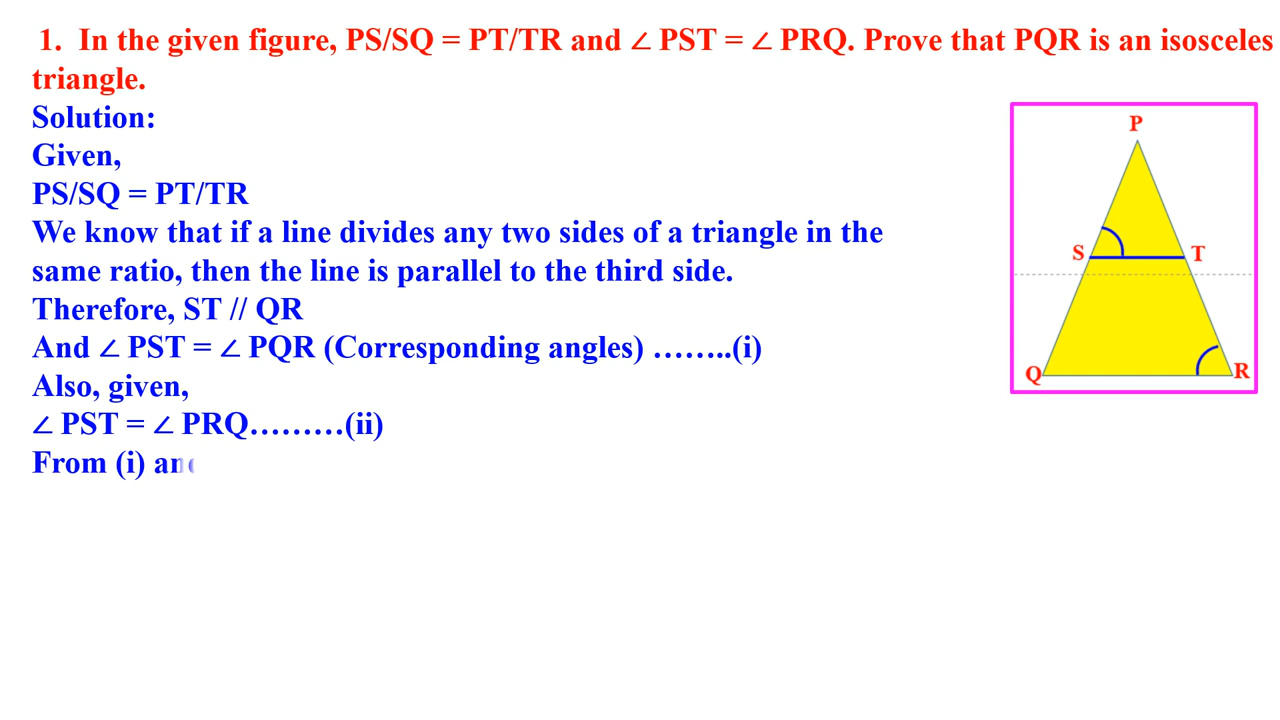 1. In the given figure, PS/SQ = PT/TR and ∠ PST = ∠ PRQ. Prove that PQR is an isosceles
triangle.
Solution:
Given,
PS/SQ = PT/TR
We know that if a line divides any two sides of a triangle in the
same ratio, then the line is parallel to the third side.
Therefore, ST // QR
And ∠ PST = ∠ PQR (Corresponding angles) ……..(i)
Also, given,
∠ PST = ∠ PRQ………(ii)
From (i) an
P
S T
Q R